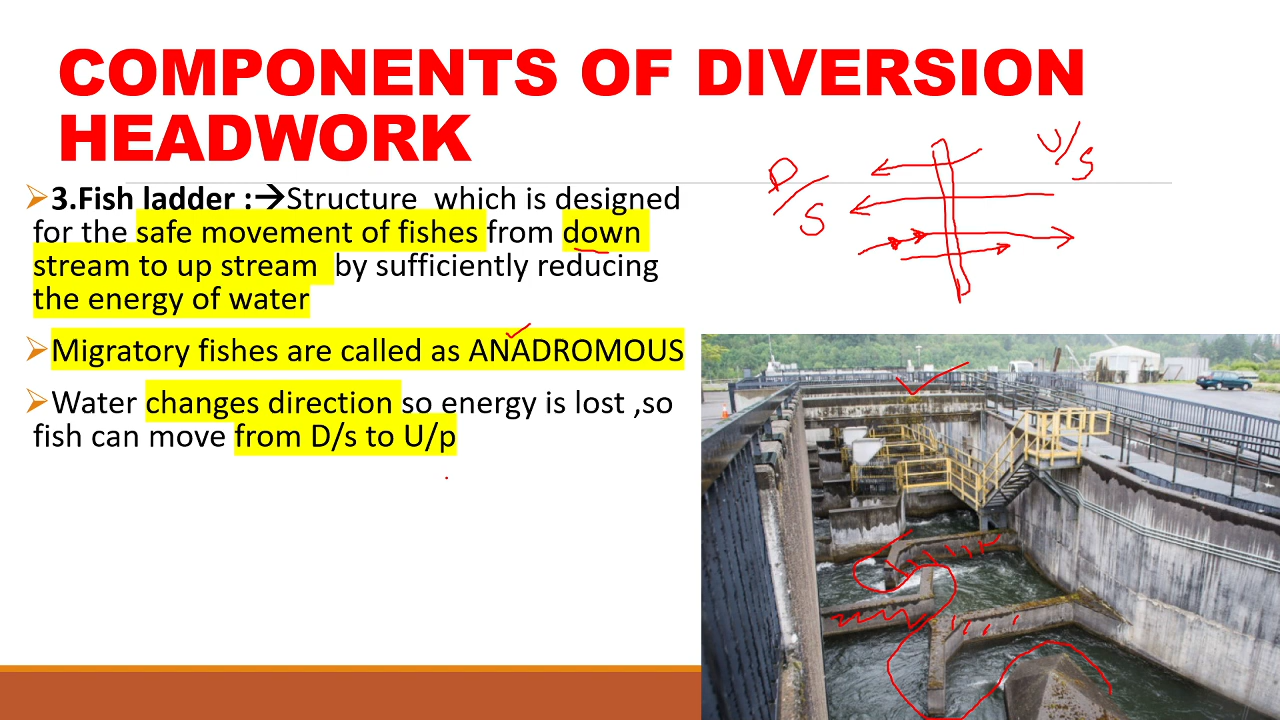 COMPONENTS OF DIVERSION
HEADWORK
➢3.Fish ladder :→Structure which is designed
for the safe movement of fishes from down
stream to up stream by sufficiently reducing
the energy of water
➢Migratory fishes are called as ANADROMOUS
➢Water changes direction so energy is lost ,so
fish can move from D/s to U/p
D/S
U/S